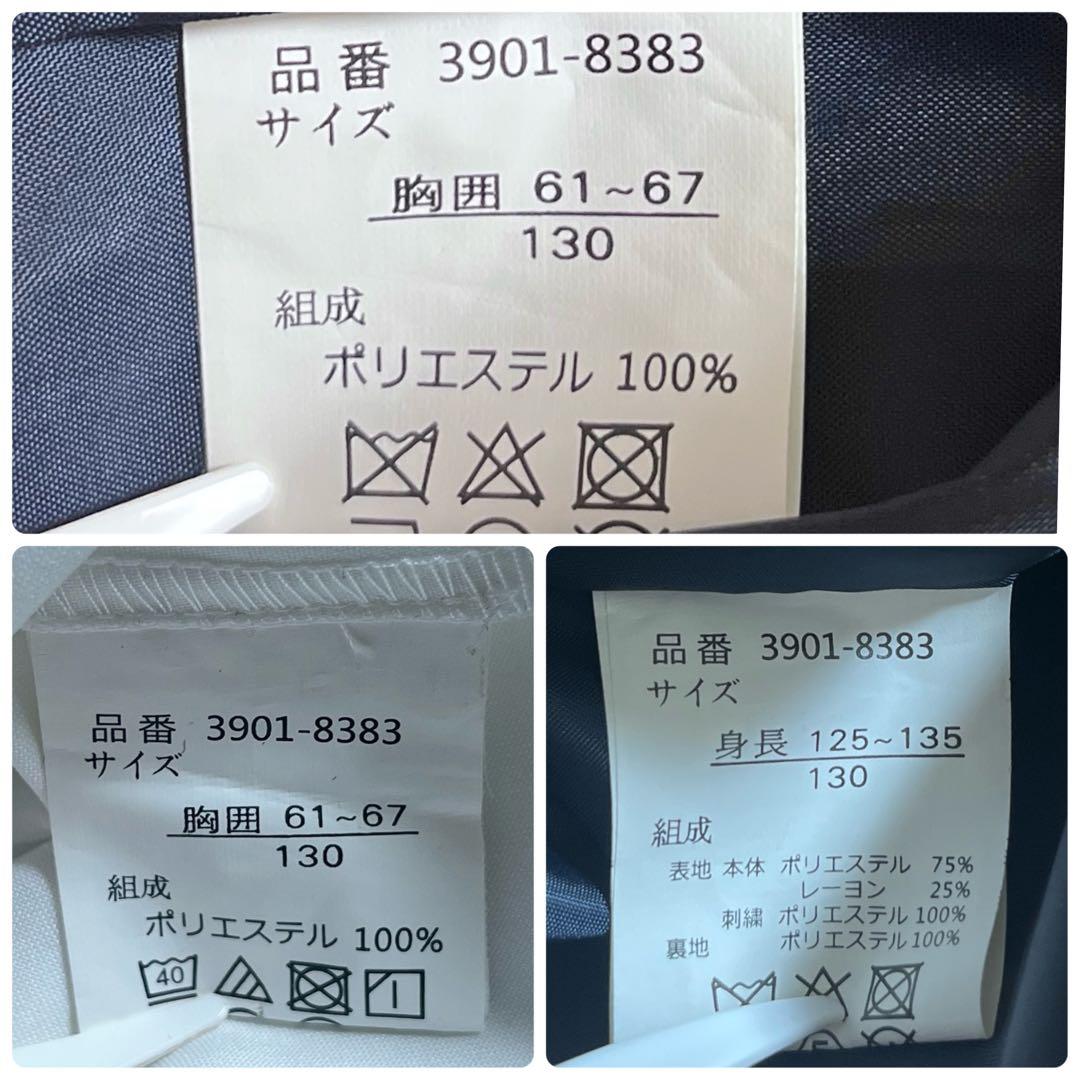 品番 3901-8383
サイズ
胸囲 61~67
130
組成
ポリエステル 100%
品番 3901-8383
サイズ
胸囲 61~67
130
組成
ポリエステル 100%
40
品番 3901-8383
サイズ
身長 125~135
130
組成
表地 本体 ポリエステル 75%
レーヨン 25%
刺繍 ポリエステル 100%
裏地 ポリエステル 100%